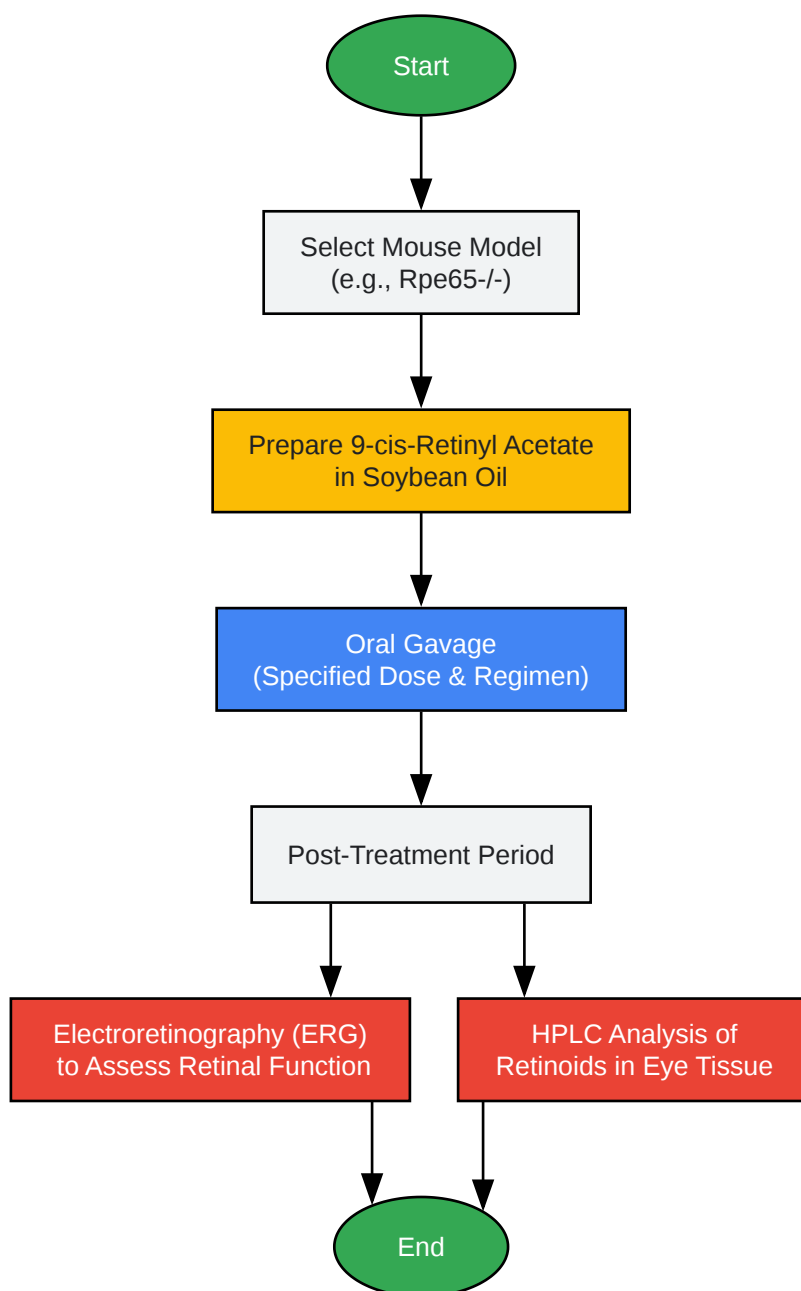 Start
Select Mouse Model
(e.g., Rpe65-/-)
Prepare 9-cis-Retinyl Acetate
in Soybean Oil
Oral Gavage
(Specified Dose & Regimen)
Post-Treatment Period
Electroretinography (ERG)
to Assess Retinal Function
HPLC Analysis of
Retinoids in Eye Tissue
End